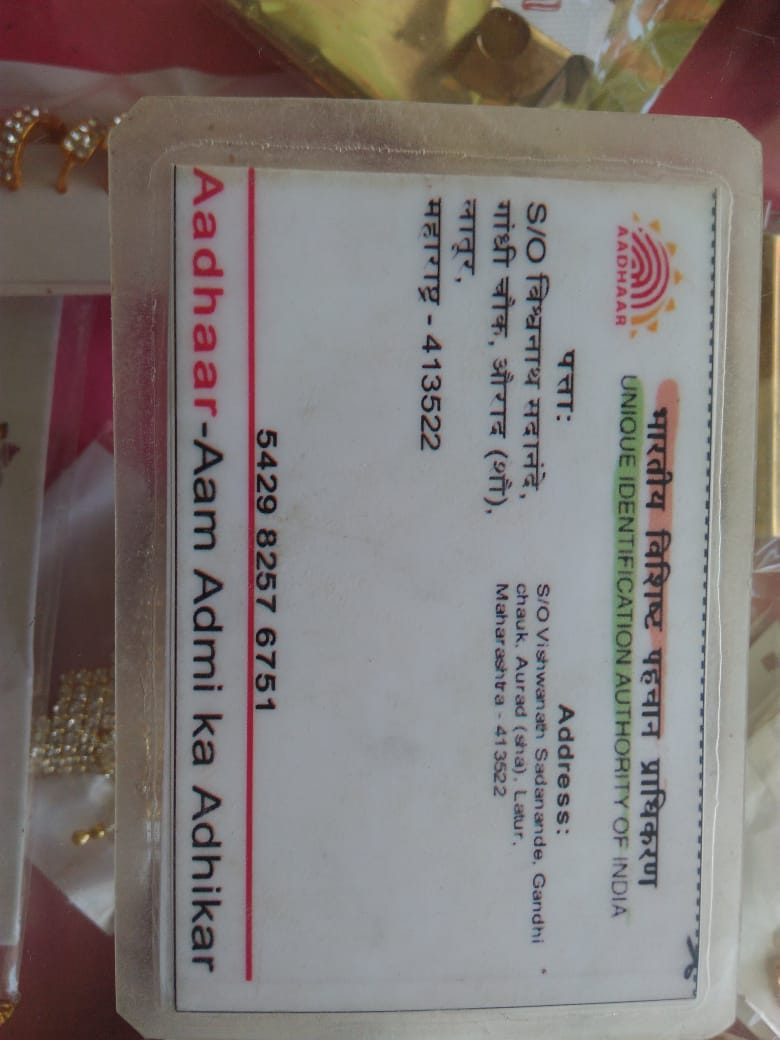 भारतीय विशिष्ट पहचान प्राधिकरण
UNIQUE IDENTIFICATION AUTHORITY OF INDIA
AADHAAR
पत्ता:
S/O विश्वनाथ सदानंदे,
गांधी चौक, औराद (शौ),
लातूर,
महाराष्ट्र - 413522
Address:
S/O Vishwanath Sadanande, Gandhi
chauk, Aurad (sha), Latur,
Maharashtra - 413522
5429 8257 6751
Aadhaar-Aam Admi ka Adhikar